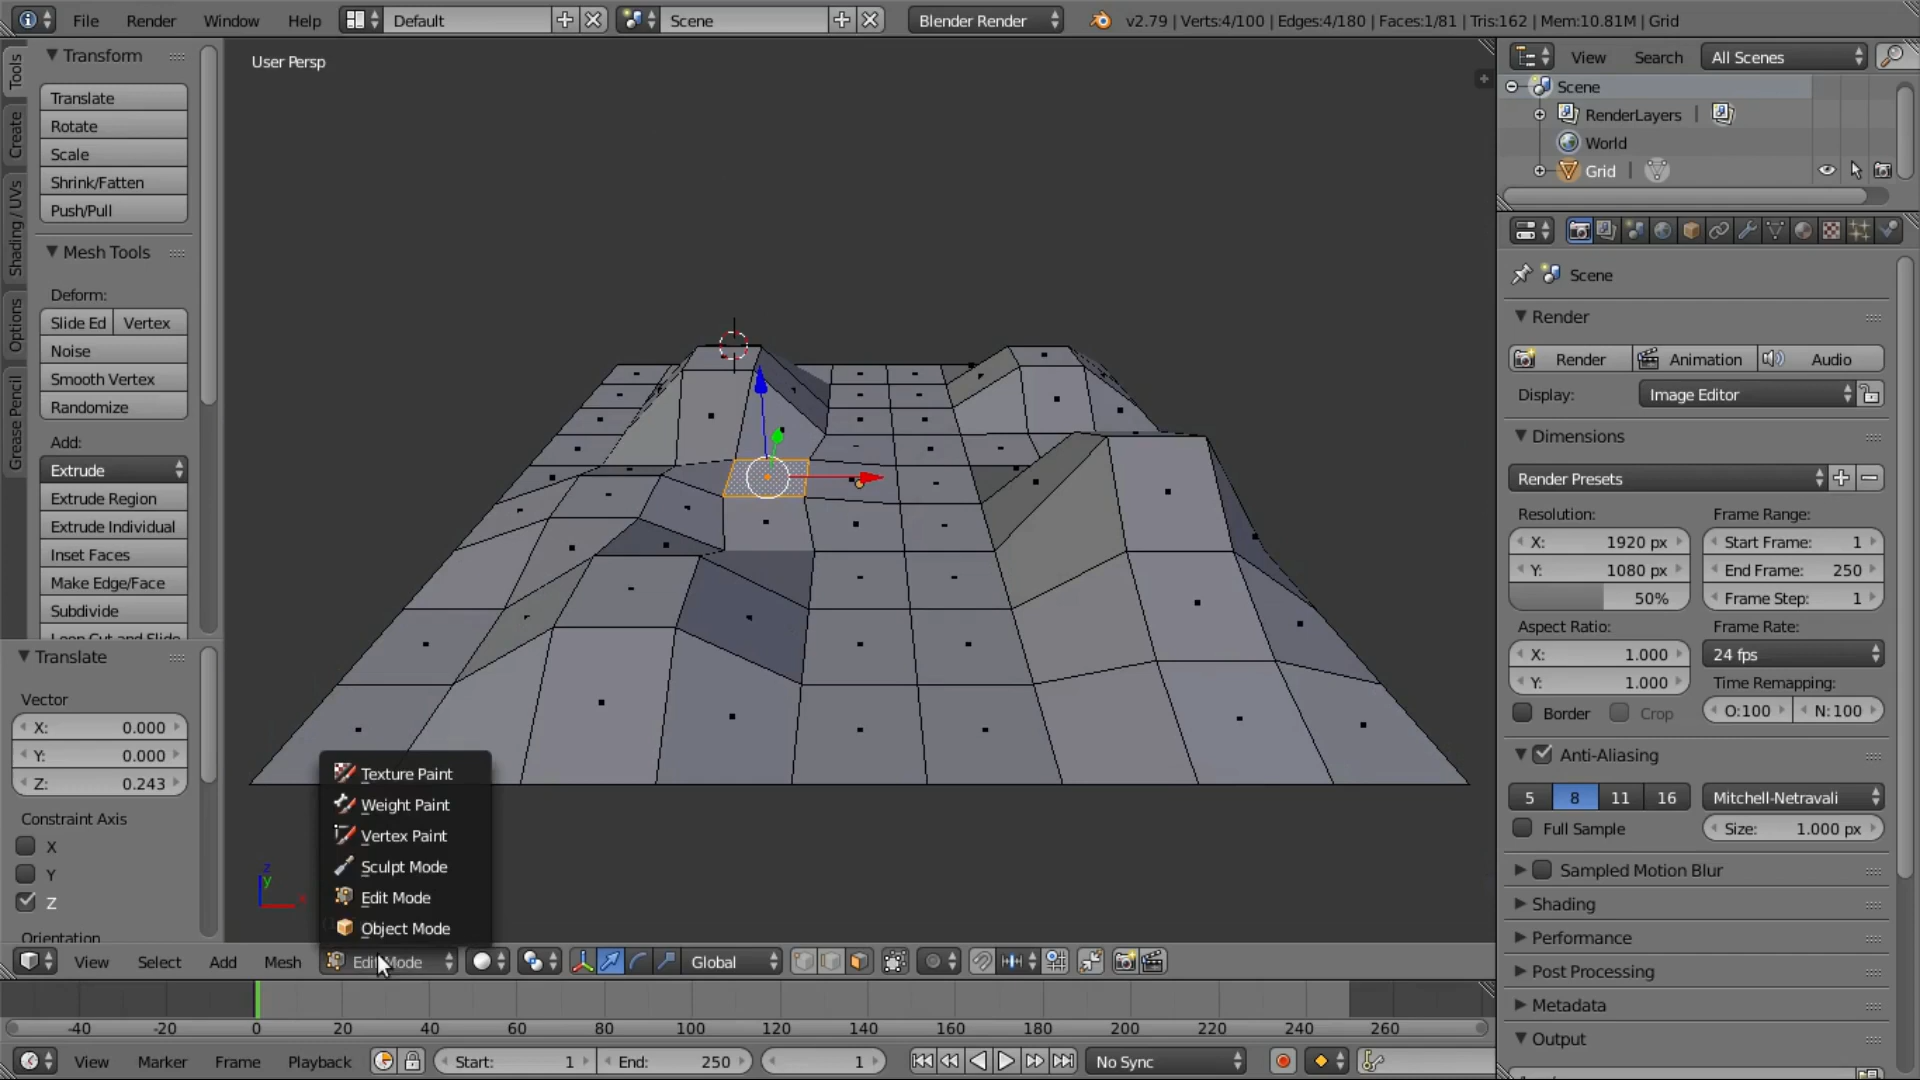 File Render Window Help Default Scene Blender Render v2.79 | Verts:4/100 | Edges:4/180 | Faces:1/81 | Tris:162 | Mem:10.81M | Grid
Tools
Create
Shading / UVs
Options
Grease Pencil
Transform
Translate
Rotate
Scale
Shrink/Fatten
Push/Pull
Mesh Tools
Deform:
Slide Ed Vertex
Noise
Smooth Vertex
Randomize
Add:
Extrude
Extrude Region
Extrude Individual
Inset Faces
Make Edge/Face
Subdivide
Loop Cut and Slide
Translate
Vector
X: 0.000
Y: 0.000
Z: 0.243
Constraint Axis
X
Y
Z
Orientation
User Persp
z
y
x
Texture Paint
Weight Paint
Vertex Paint
Sculpt Mode
Edit Mode
Object Mode
View Select Add Mesh Edit Mode Global
-40 -20 0 20 40 60 80 100 120 140 160 180 200 220 240 260
View Marker Frame Playback Start: 1 End: 250 1 No Sync
View Search All Scenes
Scene
RenderLayers |
World
Grid |
Scene
Render
Render Animation Audio
Display: Image Editor
Dimensions
Render Presets
Resolution: Frame Range:
X: 1920 px Start Frame: 1
Y: 1080 px End Frame: 250
50% Frame Step: 1
Aspect Ratio: Frame Rate:
X: 1.000 24 fps
Y: 1.000 Time Remapping:
Border Crop O:100 N:100
Anti-Aliasing
5 8 11 16 Mitchell-Netravali
Full Sample Size: 1.000 px
Sampled Motion Blur
Shading
Performance
Post Processing
Metadata
Output